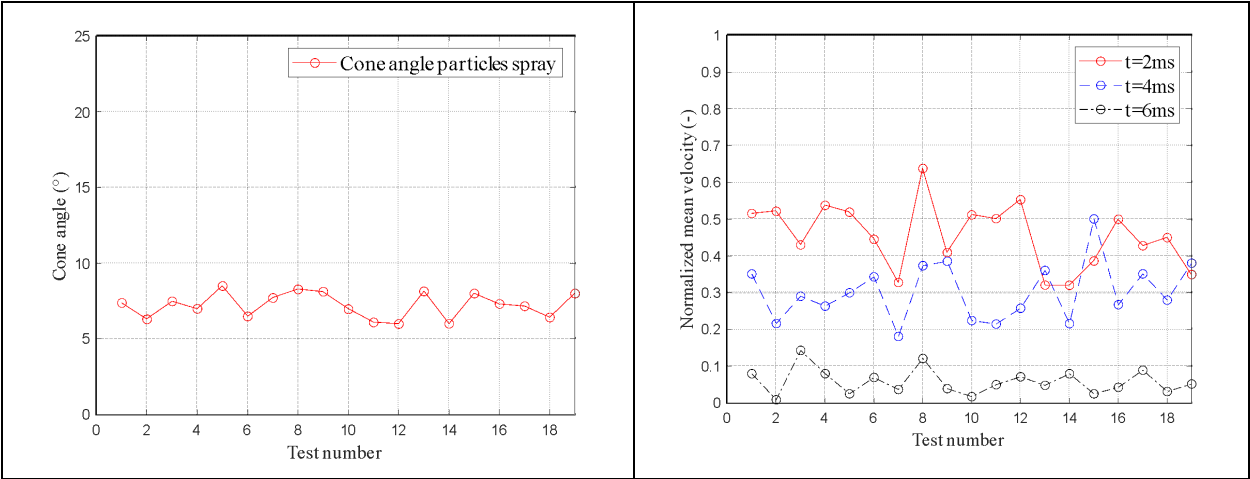 25
20
15
10
5
0
0 2 4 6 8 10 12 14 16 18
Cone angle (°)
Test number
Cone angle particles spray
1
0.9
0.8
0.7
0.6
0.5
0.4
0.3
0.2
0.1
0
0 2 4 6 8 10 12 14 16 18
Normalized mean velocity (-)
Test number
t=2ms
t=4ms
t=6ms